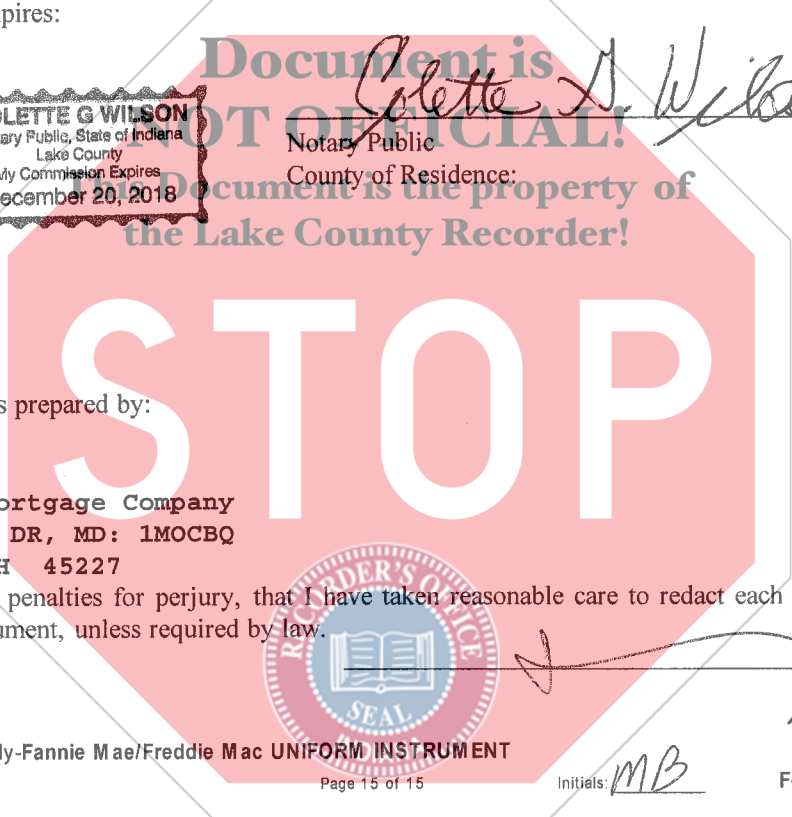 pires:
Document is
Colette G. Wilso
NOT OFFICIAL!
LETTE G WILSON
ary Public, State of Indiana
Lake County
My Commission Expires
ecember 20, 2018
Notary Public
County of Residence:
This Document is the property of
the Lake County Recorder!
STOP
s prepared by:
ortgage Company
DR, MD: 1MOCBQ
H 45227
penalties for perjury, that I have taken reasonable care to redact each
ument, unless required by law.
RECORDER'S OFFICE
SEAL
INDIANA
ly-Fannie Mae/Freddie Mac UNIFORM INSTRUMENT
Page 15 of 15
Initials: MB
F